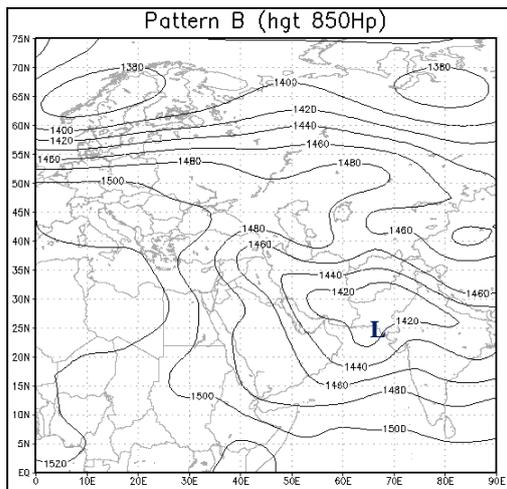 Pattern B (hgt 850Hp)
75N
70N
1380
1380
65N
1400
60N
1400
1420
1440
1420
1460
55N
1460
1480
1480
50N
1500
45N
1480
1460
40N
1460
35N
1440
30N
1420
1460
25N
L
1420
20N
1440
15N
1460
1480
10N
1500
1500
5N
1520
EQ
0
10E
20E
30E
40E
50E
60E
70E
80E
90E